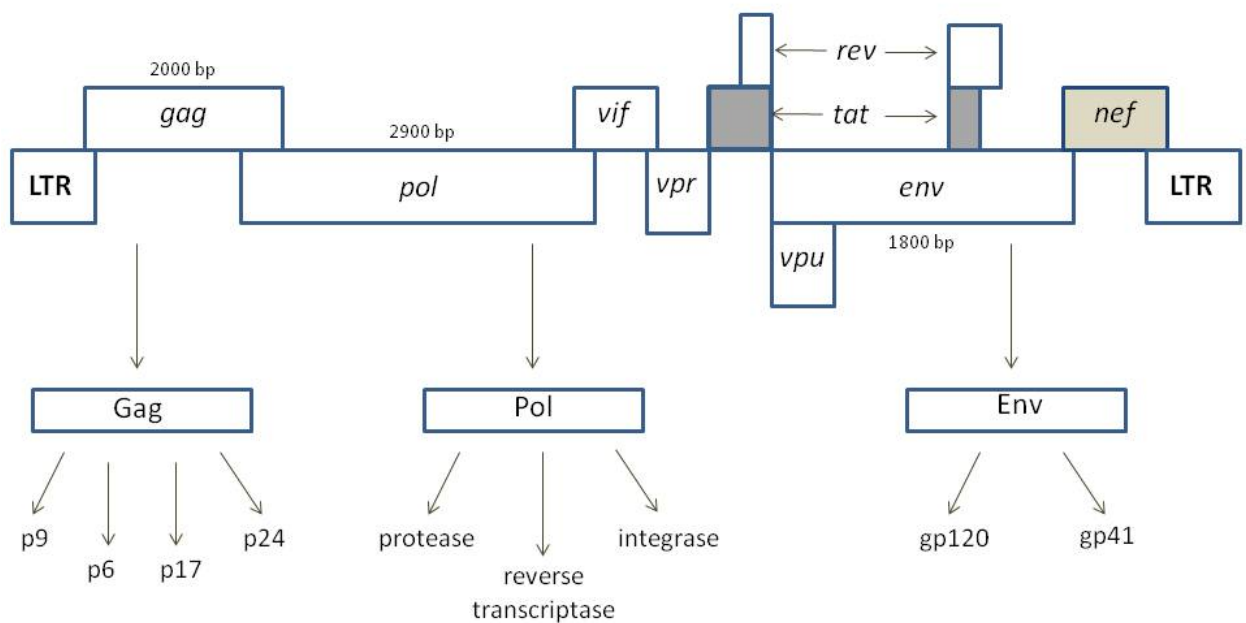 rev
2000 bp
gag
2900 bp
vif
tat
nef
LTR
pol
vpr
env
LTR
vpu
1800 bp
Gag
Pol
Env
p9
p6
p17
p24
protease
reverse
transcriptase
integrase
gp120
gp41